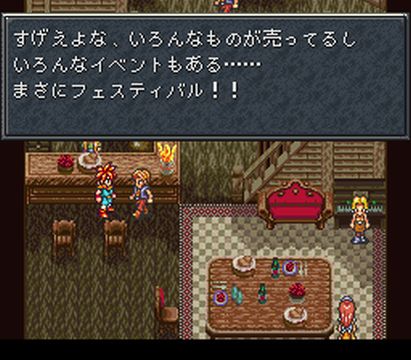 すげえよな、いろんなものが売ってるし
いろんなイベントもある……
まさにフェスティバル！！